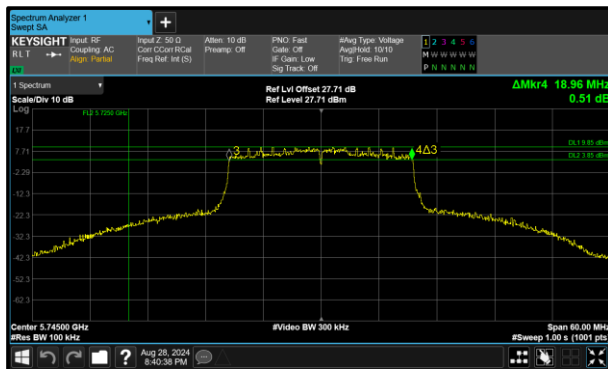 Spectrum Analyzer 1
Swept SA
+
KEYSIGHT
RLT
Input: RF
Coupling: AC
Align: Partial
Input Z: 50 Ω
Corr CCorr RCal
Freq Ref: Int (S)
Atten: 10 dB
Preamp: Off
PNO: Fast
Gate: Off
IF Gain: Low
Sig Track: Off
#Avg Type: Voltage
Avg|Hold: 10/10
Trig: Free Run
1 2 3 4 5 6
M W W W W W
P N N N N N
1 Spectrum
Scale/Div 10 dB
Log
Ref Lvl Offset 27.71 dB
Ref Level 27.71 dBm
ΔMkr4 18.96 MHz
0.51 dB
FL2 5.7250 GHz
17.7
7.71
-2.29
-12.3
-22.3
-32.3
-42.3
-52.3
-62.3
3
4Δ3
DL1 9.85 dBm
DL2 3.85 dBm
Center 5.74500 GHz
#Res BW 100 kHz
#Video BW 300 kHz
Span 60.00 MHz
#Sweep 1.00 s (1001 pts)
?
Aug 28, 2024
8:40:38 PM